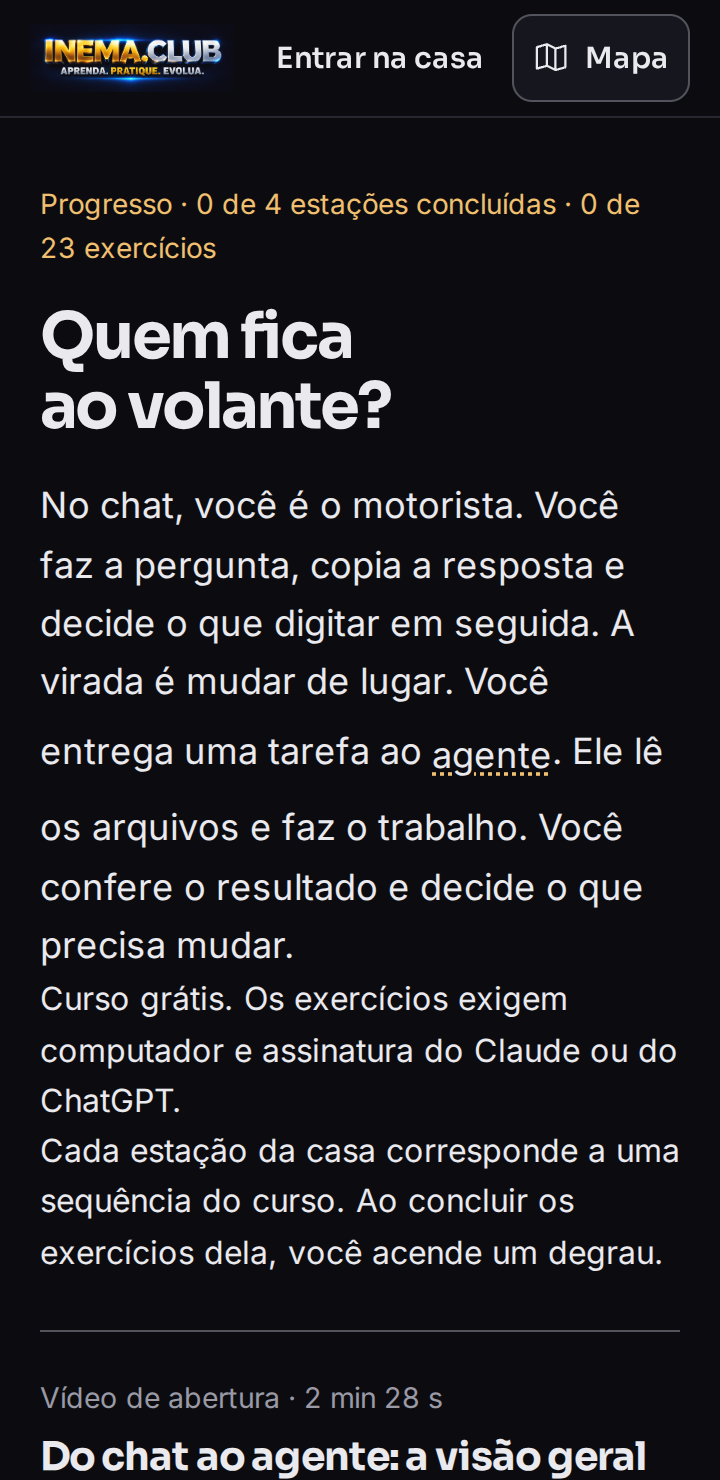 INEMA.CLUB
APRENDA. PRATIQUE. EVOLUA.
Entrar na casa
Mapa
Progresso · 0 de 4 estações concluídas · 0 de
23 exercícios
Quem fica
ao volante?
No chat, você é o motorista. Você
faz a pergunta, copia a resposta e
decide o que digitar em seguida. A
virada é mudar de lugar. Você
entrega uma tarefa ao agente. Ele lê
os arquivos e faz o trabalho. Você
confere o resultado e decide o que
precisa mudar.
Curso grátis. Os exercícios exigem
computador e assinatura do Claude ou do
ChatGPT.
Cada estação da casa corresponde a uma
sequência do curso. Ao concluir os
exercícios dela, você acende um degrau.
Vídeo de abertura · 2 min 28 s
Do chat ao agente: a visão geral